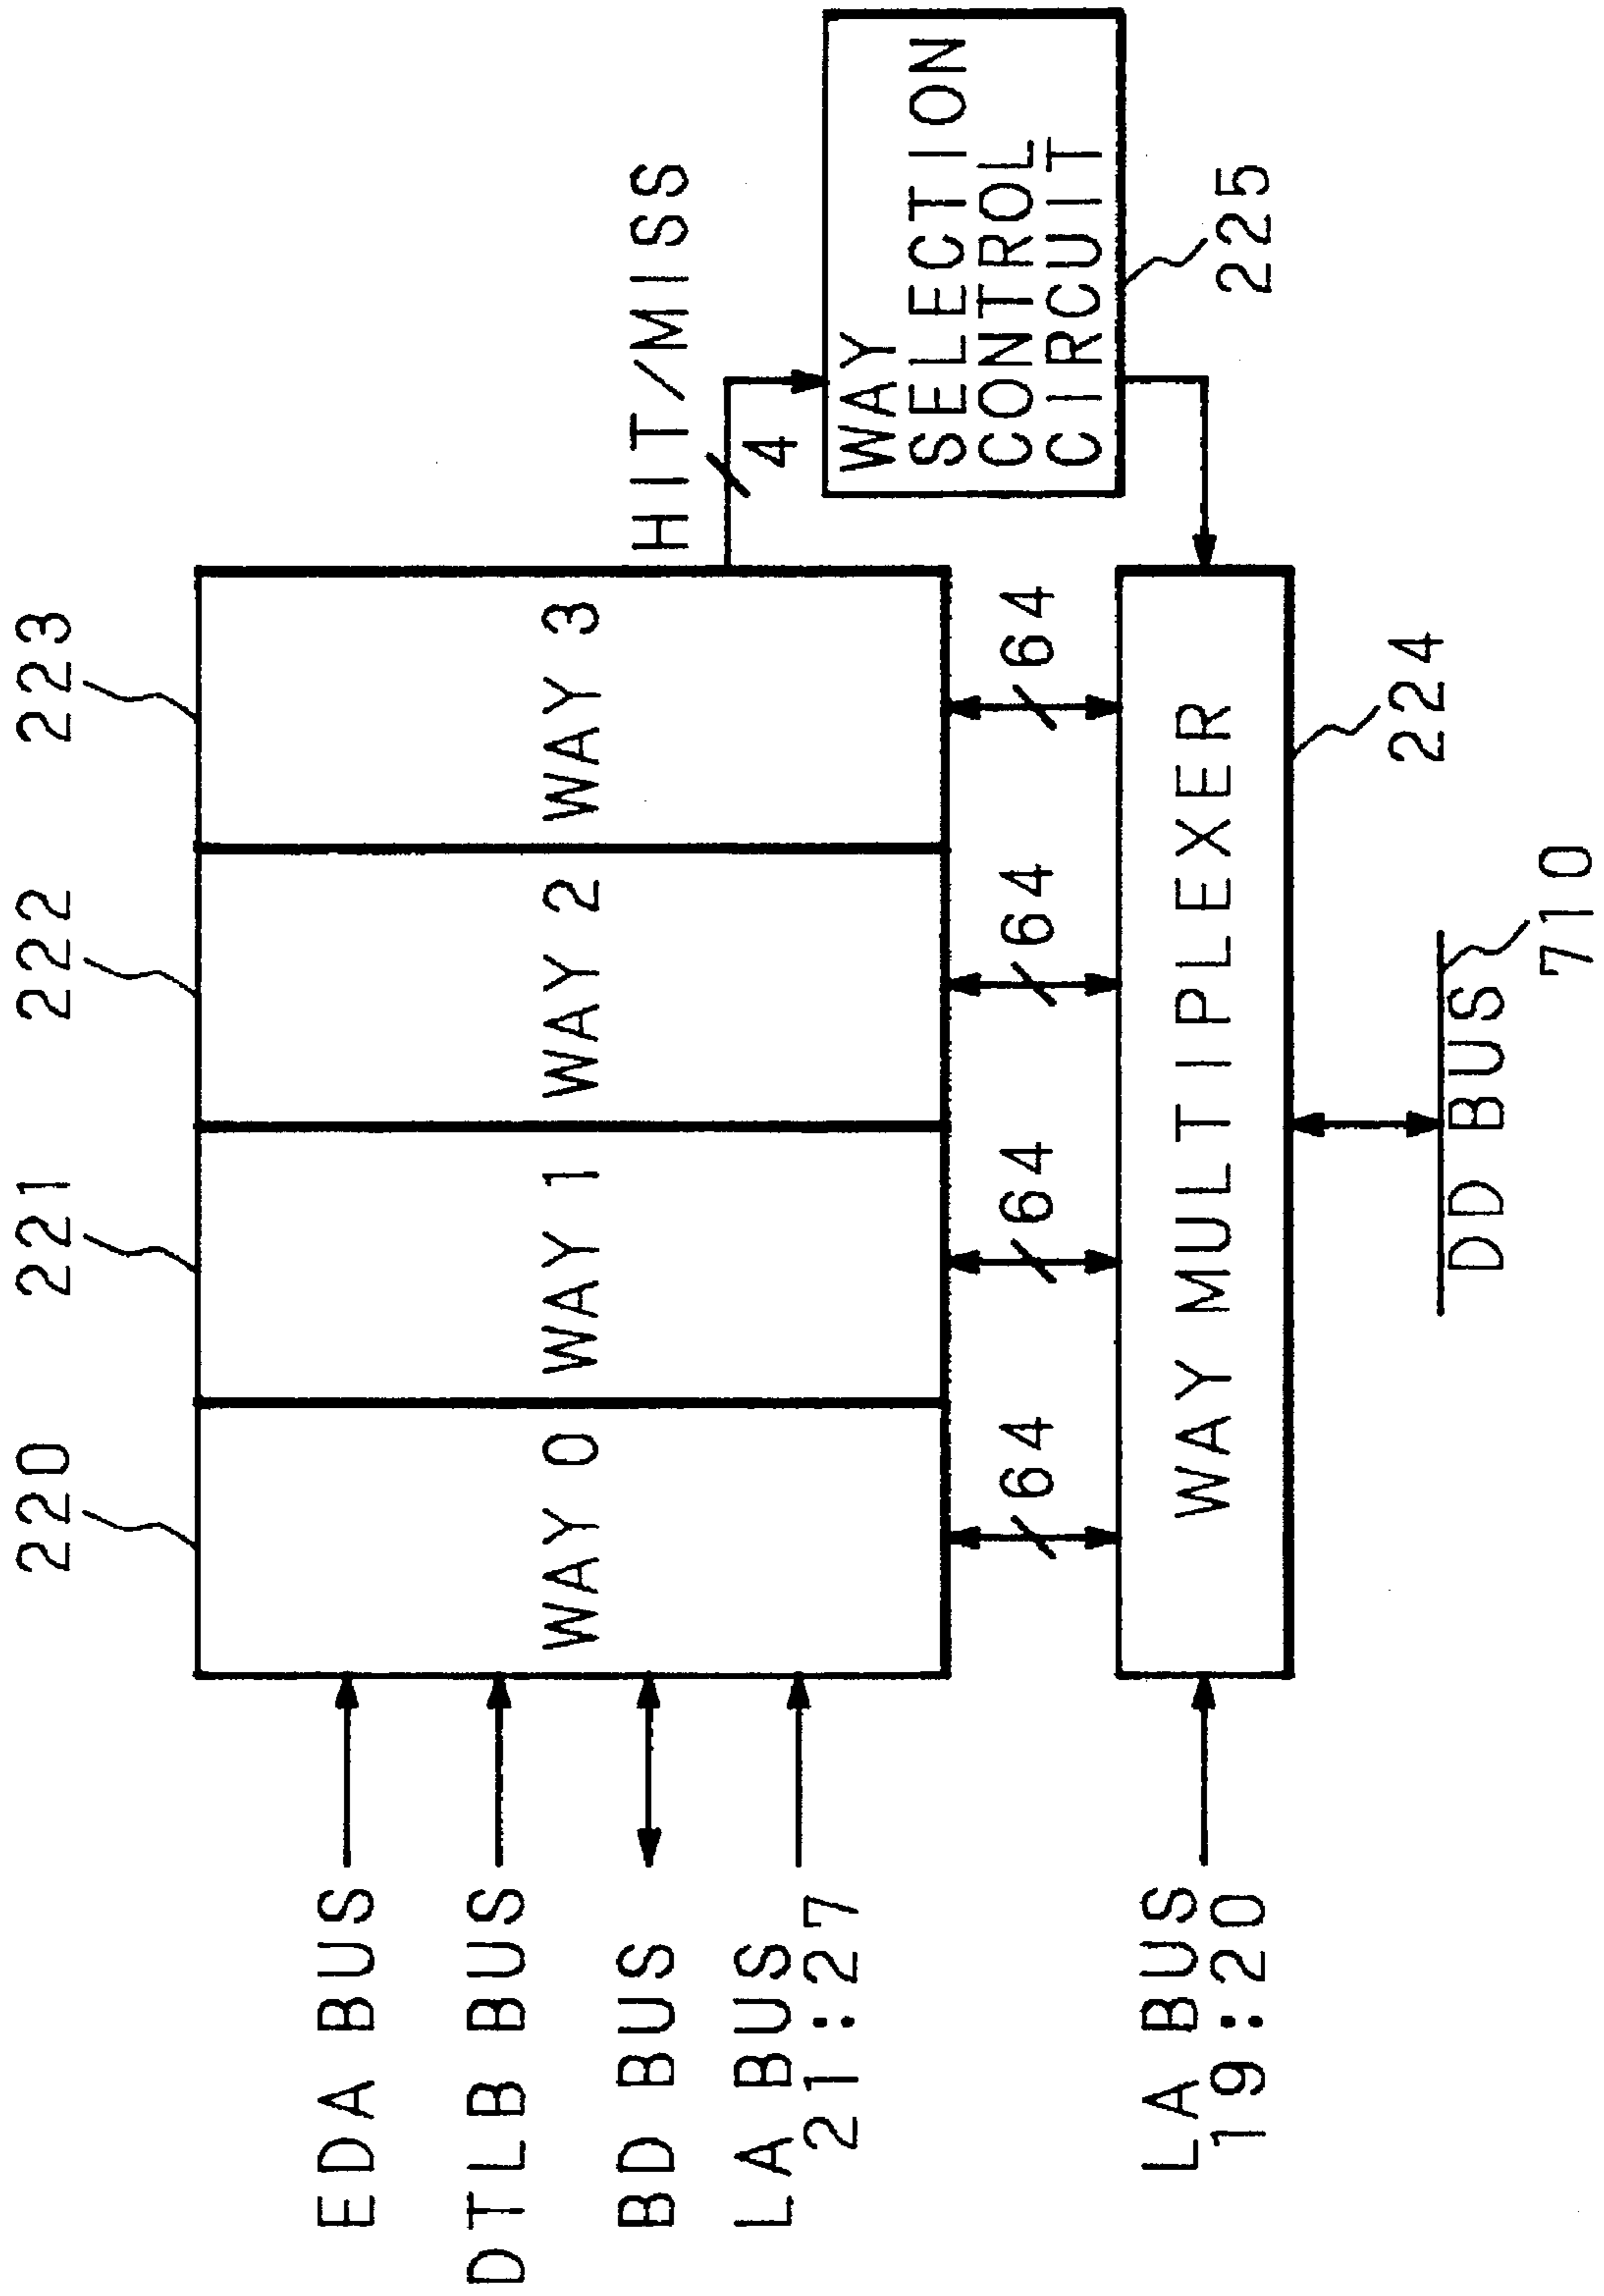 220
221
222
223
EDA BUS
DTLB BUS
BD BUS
LA BUS
21:27
WAY 0
WAY 1
WAY 2
WAY 3
HIT/MISS
4
64
64
64
64
WAY
SELECTION
CONTROL
CIRCUIT
225
LA BUS
19:20
WAY MULTIPLEXER
224
DD BUS
710